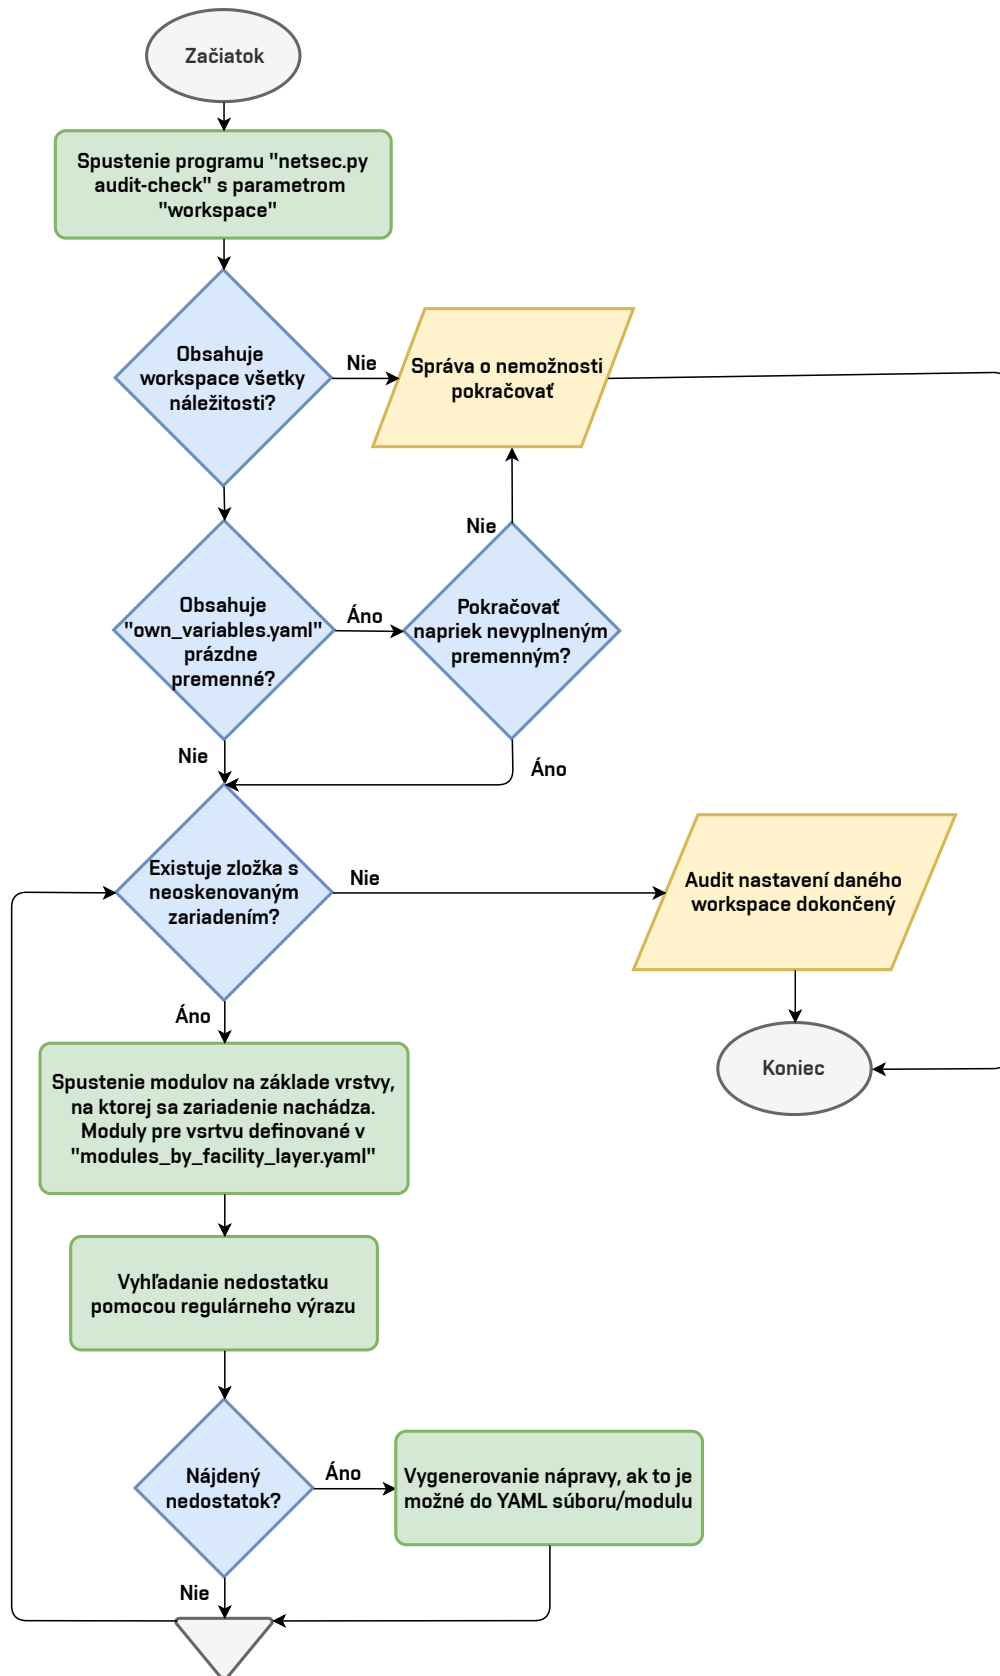 Začiatok
Spustenie programu "netsec.py
audit-check" s parametrom
"workspace"
Obsahuje
workspace všetky
náležitosti?
Nie
Správa o nemožnosti
pokračovať
Obsahuje
"own_variables.yaml"
prázdne
premenné?
Áno
Nie
Pokračovať
napriek nevyplneným
premenným?
Nie
Áno
Existuje zložka s
neoskenovaným
zariadením?
Nie
Audit nastavení daného
workspace dokončený
Koniec
Áno
Spustenie modulov na základe vrstvy,
na ktorej sa zariadenie nachádza.
Moduly pre vsrtvu definované v
"modules_by_facility_layer.yaml"
Vyhľadanie nedostatku
pomocou regulárneho výrazu
Nájdený
nedostatok?
Áno
Vygenerovanie nápravy, ak to je
možné do YAML súboru/modulu
Nie